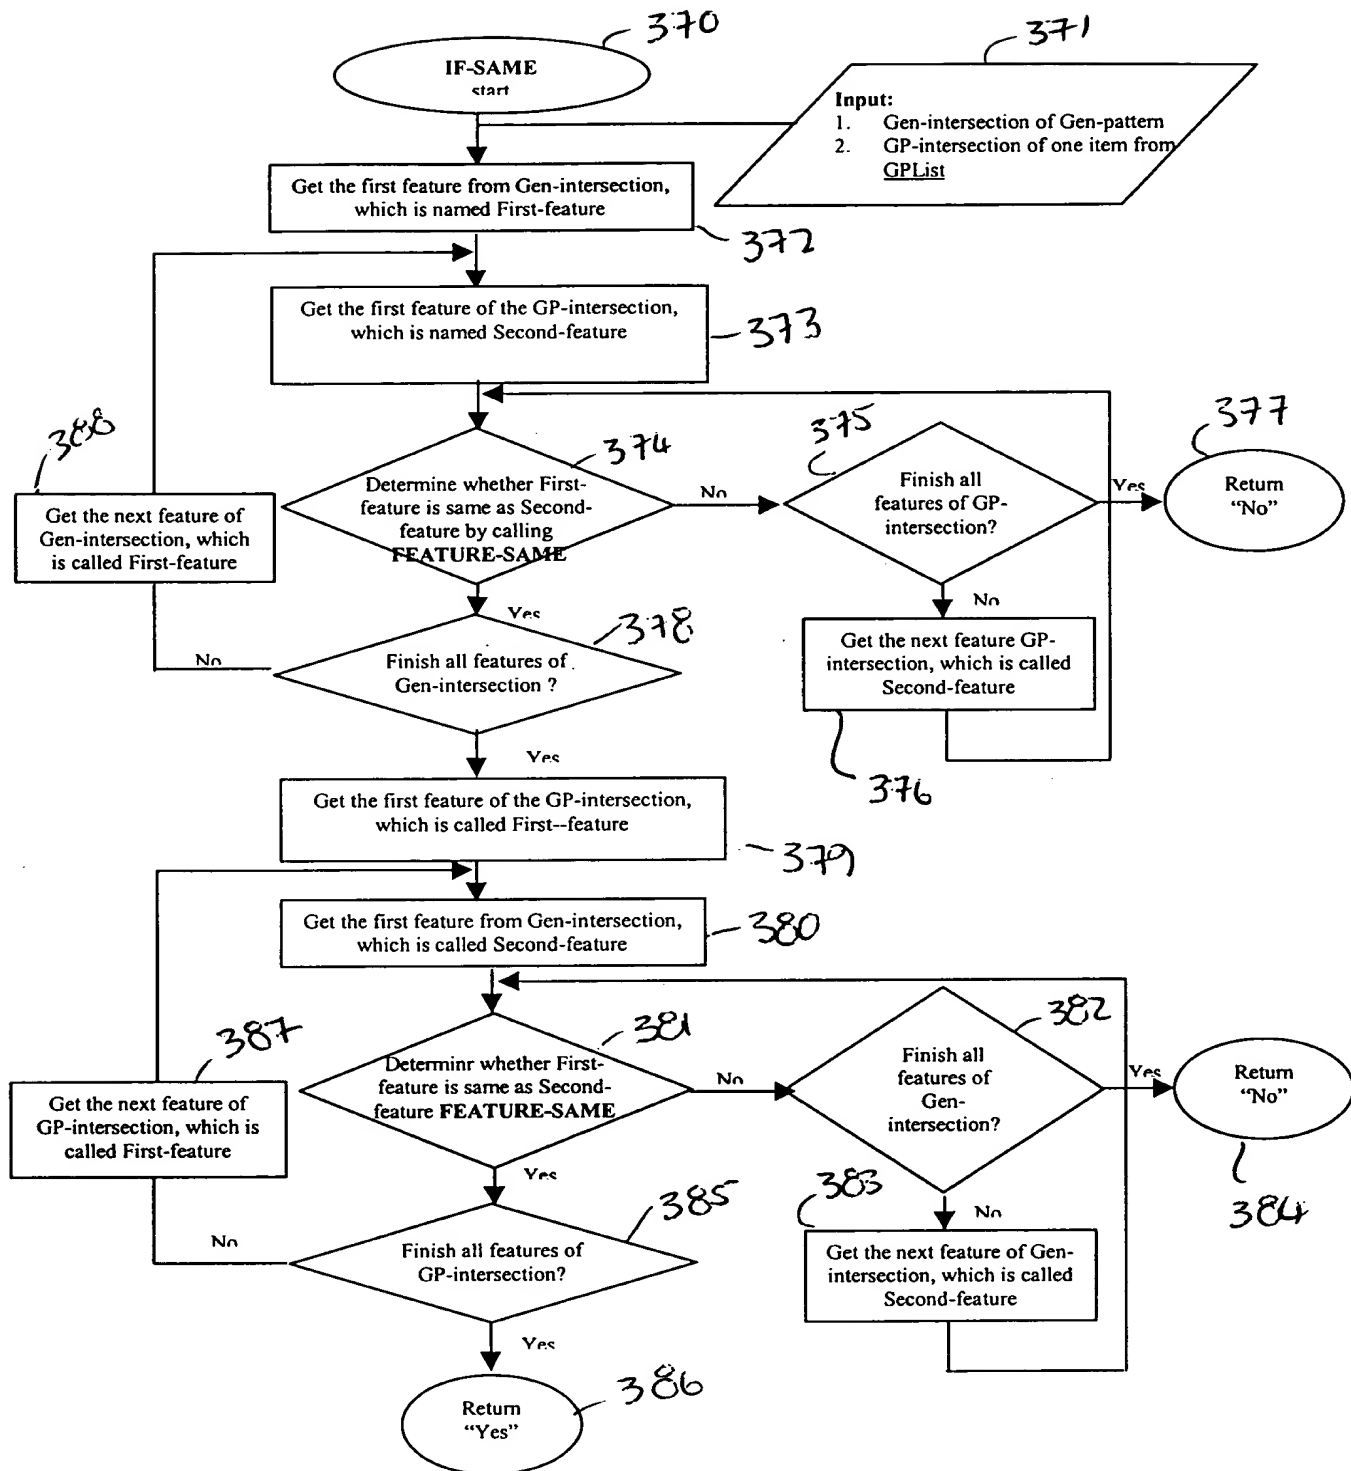 370
371
IF-SAME
start
Input:
1. Gen-intersection of Gen-pattern
2. GP-intersection of one item from
GPList
Get the first feature from Gen-intersection,
which is named First-feature
372
Get the first feature of the GP-intersection,
which is named Second-feature
373
388
374
375
377
Get the next feature of
Gen-intersection, which
is called First-feature
Determine whether First-
feature is same as Second-
feature by calling
FEATURE-SAME
No
Finish all
features of GP-
intersection?
Yes
Return
"No"
Yes
No
378
No
Finish all features of
Gen-intersection ?
Get the next feature GP-
intersection, which is called
Second-feature
376
Yes
Get the first feature of the GP-intersection,
which is called First--feature
379
Get the first feature from Gen-intersection,
which is called Second-feature
380
387
381
382
Get the next feature of
GP-intersection, which is
called First-feature
Determinr whether First-
feature is same as Second-
feature FEATURE-SAME
No
Finish all
features of
Gen-
intersection?
Yes
Return
"No"
384
Yes
385
383
No
No
Finish all features of
GP-intersection?
Get the next feature of Gen-
intersection, which is called
Second-feature
Yes
386
Return
"Yes"